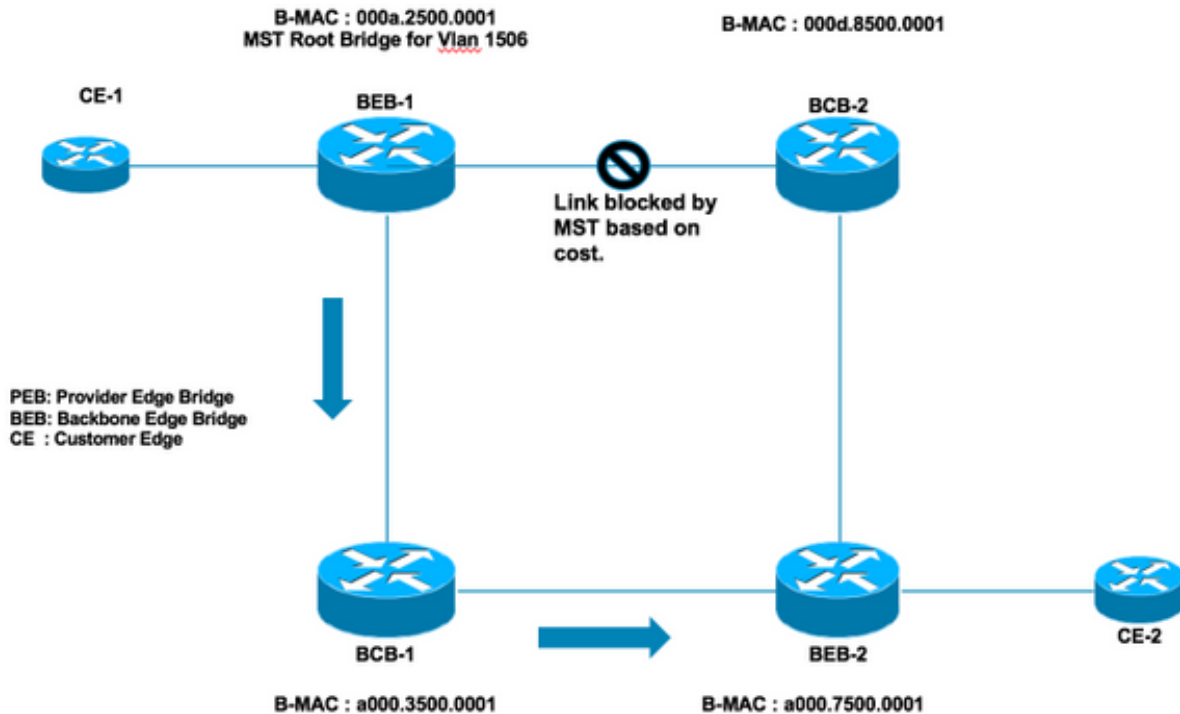 B-MAC : 000a.2500.0001
MST Root Bridge for Vlan 1506
B-MAC: 000d.8500.0001
CE-1
BEB-1
BCB-2
Link blocked by
MST based on
cost.
PEB: Provider Edge Bridge
BEB: Backbone Edge Bridge
CE : Customer Edge
BCB-1
BEB-2
CE-2
B-MAC : a000.3500.0001
B-MAC : a000.7500.0001